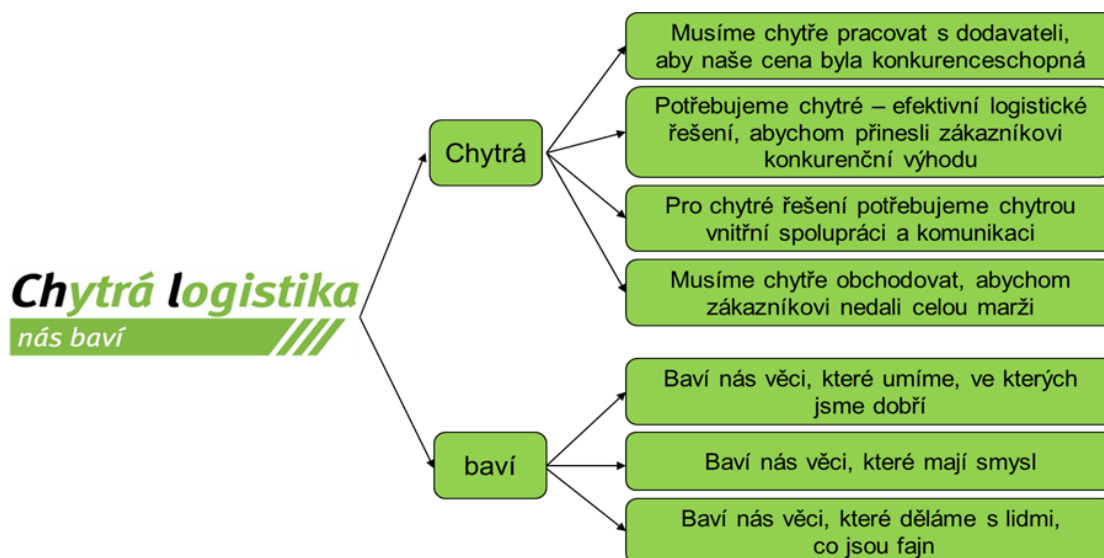 Chytrá logistika
nás baví
Chytrá
Musíme chytře pracovat s dodavateli,
aby naše cena byla konkurenceschopná
Potřebujeme chytré – efektivní logistické
řešení, abychom přinesli zákazníkovi
konkurenční výhodu
Pro chytré řešení potřebujeme chytrou
vnitřní spolupráci a komunikaci
Musíme chytře obchodovat, abychom
zákazníkovi nedali celou marži
baví
Baví nás věci, které umíme, ve kterých
jsme dobří
Baví nás věci, které mají smysl
Baví nás věci, které děláme s lidmi,
co jsou fajn